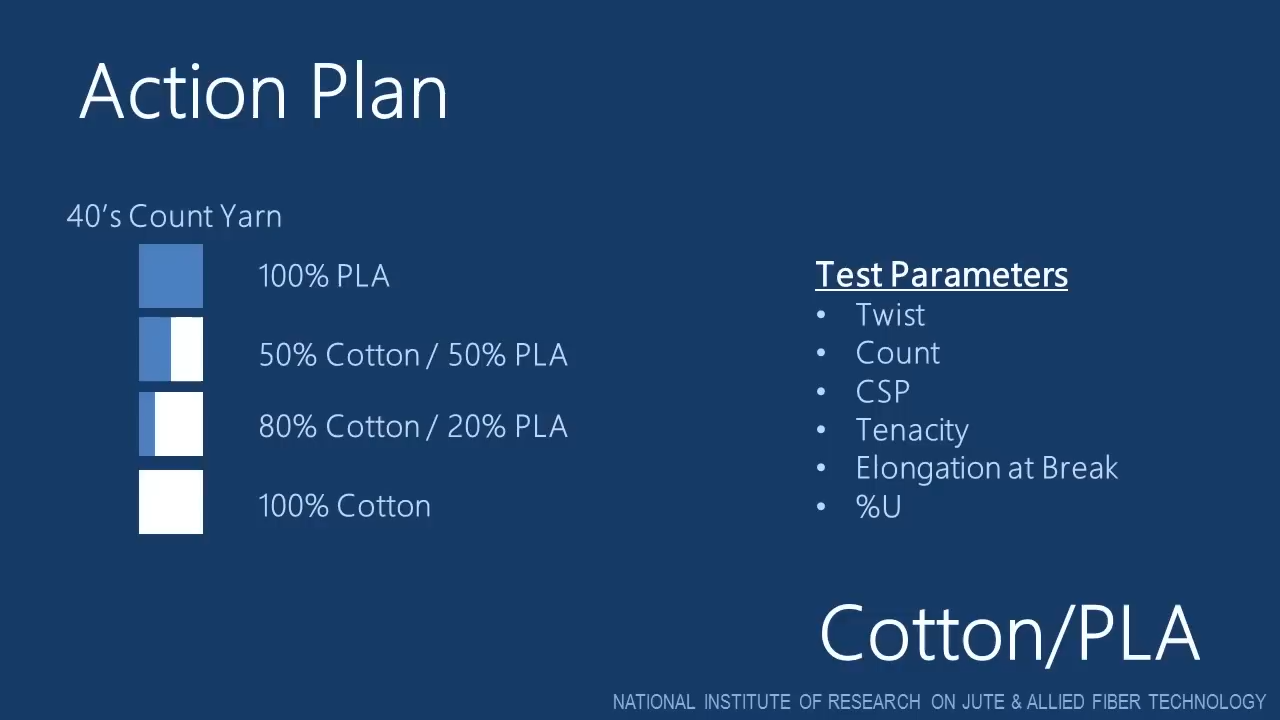 Action Plan
40's Count Yarn
100% PLA
50% Cotton / 50% PLA
80% Cotton / 20% PLA
100% Cotton
Test Parameters
• Twist
• Count
• CSP
• Tenacity
• Elongation at Break
• %U
Cotton/PLA
NATIONAL INSTITUTE OF RESEARCH ON JUTE & ALLIED FIBER TECHNOLOGY